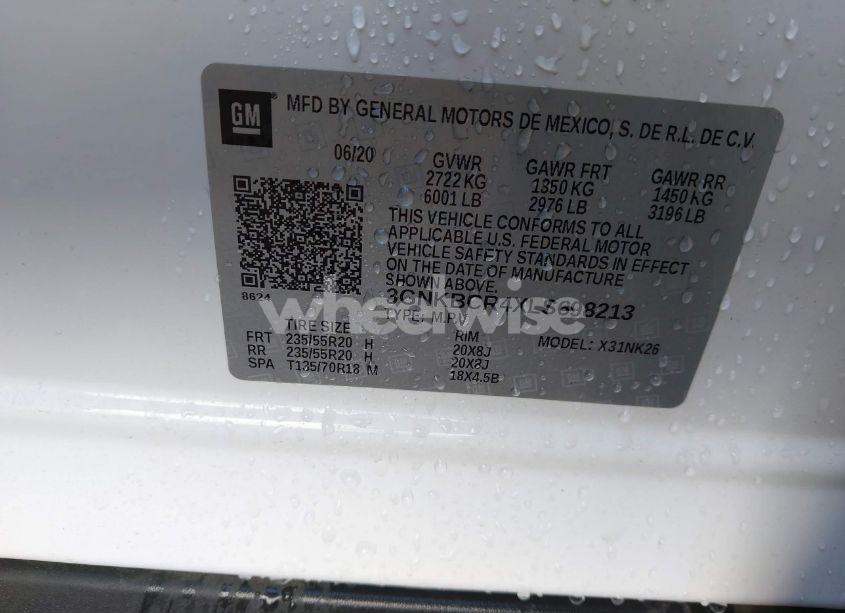 GM
MFD BY GENERAL MOTORS DE MEXICO, S. DE R.L. DE C.V.
06/20 GVWR GAWR FRT GAWR RR
2722 KG 1350 KG 1450 KG
6001 LB 2976 LB 3196 LB
THIS VEHICLE CONFORMS TO ALL
APPLICABLE U.S. FEDERAL MOTOR
VEHICLE SAFETY STANDARDS IN EFFECT
ON THE DATE OF MANUFACTURE
SHOWN ABOVE.
8624
3GNKBCR4XLS698213
wheelwise
TYPE: M.P.V.
MODEL: X31NK26
TIRE SIZE RIM
FRT 235/55R20 H 20X8J
RR 235/55R20 H 20X8J
SPA T135/70R18 M 18X4.5B